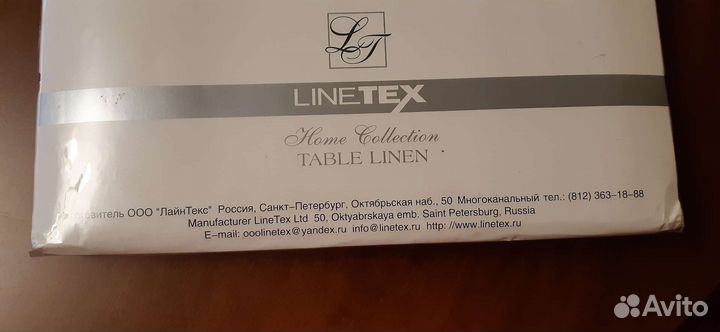 LT
LINETEX
Home Collection
TABLE LINEN
ООО "ЛайнТекс" Россия, Санкт-Петербург, Октябрьская наб., 50 Многоканальный тел.: (812) 363-18-88
Manufacturer LineTex Ltd 50, Oktyabrskaya emb. Saint Petersburg, Russia
E-mail: ooolinetex@yandex.ru info@linetex.ru http: //www.linetex.ru
Avito